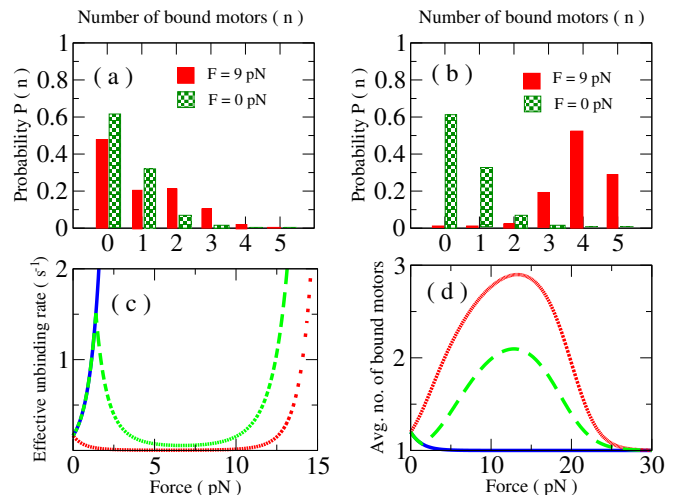 Number of bound motors ( n )
Number of bound motors ( n )
1
0.8
0.6
0.4
0.2
0
Probability P ( n )
( a )
F = 9 pN
F = 0 pN
0 1 2 3 4 5
1
0.8
0.6
0.4
0.2
0
Probability P ( n )
( b )
F = 9 pN
F = 0 pN
0 1 2 3 4 5
2
1
Effective unbinding rate ( s⁻¹ )
( c )
0 5 10 15
Force ( pN )
3
2
1
Avg. no. of bound motors
( d )
0 10 20 30
Force ( pN )